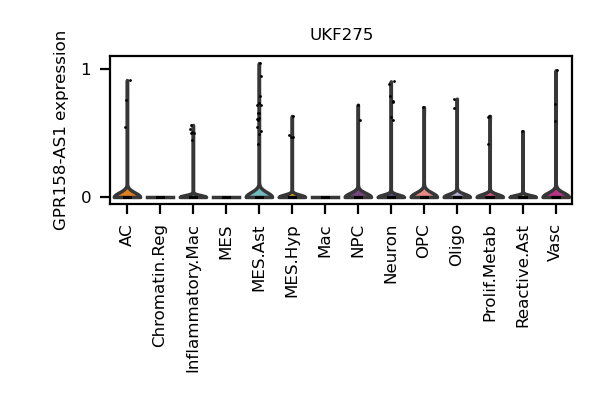 UKF275
GPR158-AS1 expression
1
0
AC
Chromatin.Reg
Inflammatory.Mac
MES
MES.Ast
MES.Hyp
Mac
NPC
Neuron
OPC
Oligo
Prolif.Metab
Reactive.Ast
Vasc